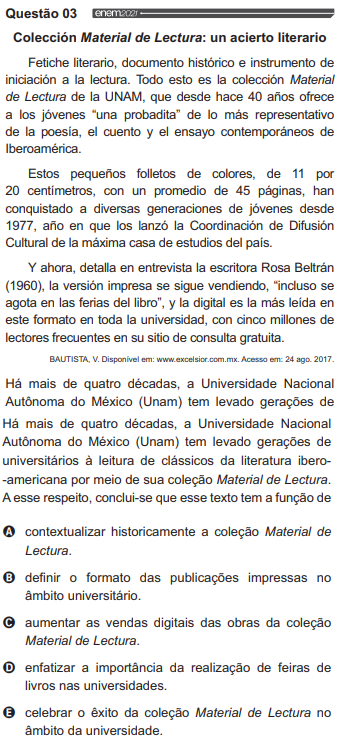 Questão 03 enem2021
Colección Material de Lectura: un acierto literario
Fetiche literario, documento histórico e instrumento de
iniciación a la lectura. Todo esto es la colección Material
de Lectura de la UNAM, que desde hace 40 años ofrece
a los jóvenes “una probadita” de lo más representativo
de la poesía, el cuento y el ensayo contemporáneos de
Iberoamérica.
Estos pequeños folletos de colores, de 11 por
20 centímetros, con un promedio de 45 páginas, han
conquistado a diversas generaciones de jóvenes desde
1977, año en que los lanzó la Coordinación de Difusión
Cultural de la máxima casa de estudios del país.
Y ahora, detalla en entrevista la escritora Rosa Beltrán
(1960), la versión impresa se sigue vendiendo, “incluso se
agota en las ferias del libro”, y la digital es la más leída en
este formato en toda la universidad, con cinco millones de
lectores frecuentes en su sitio de consulta gratuita.
BAUTISTA, V. Disponível em: www.excelsior.com.mx. Acesso em: 24 ago. 2017.
Há mais de quatro décadas, a Universidade Nacional
Autônoma do México (Unam) tem levado gerações de
Há mais de quatro décadas, a Universidade Nacional
Autônoma do México (Unam) tem levado gerações de
universitários à leitura de clássicos da literatura ibero-
-americana por meio de sua coleção Material de Lectura.
A esse respeito, conclui-se que esse texto tem a função de
A contextualizar historicamente a coleção Material de
Lectura.
B definir o formato das publicações impressas no
âmbito universitário.
C aumentar as vendas digitais das obras da coleção
Material de Lectura.
D enfatizar a importância da realização de feiras de
livros nas universidades.
E celebrar o êxito da coleção Material de Lectura no
âmbito da universidade.